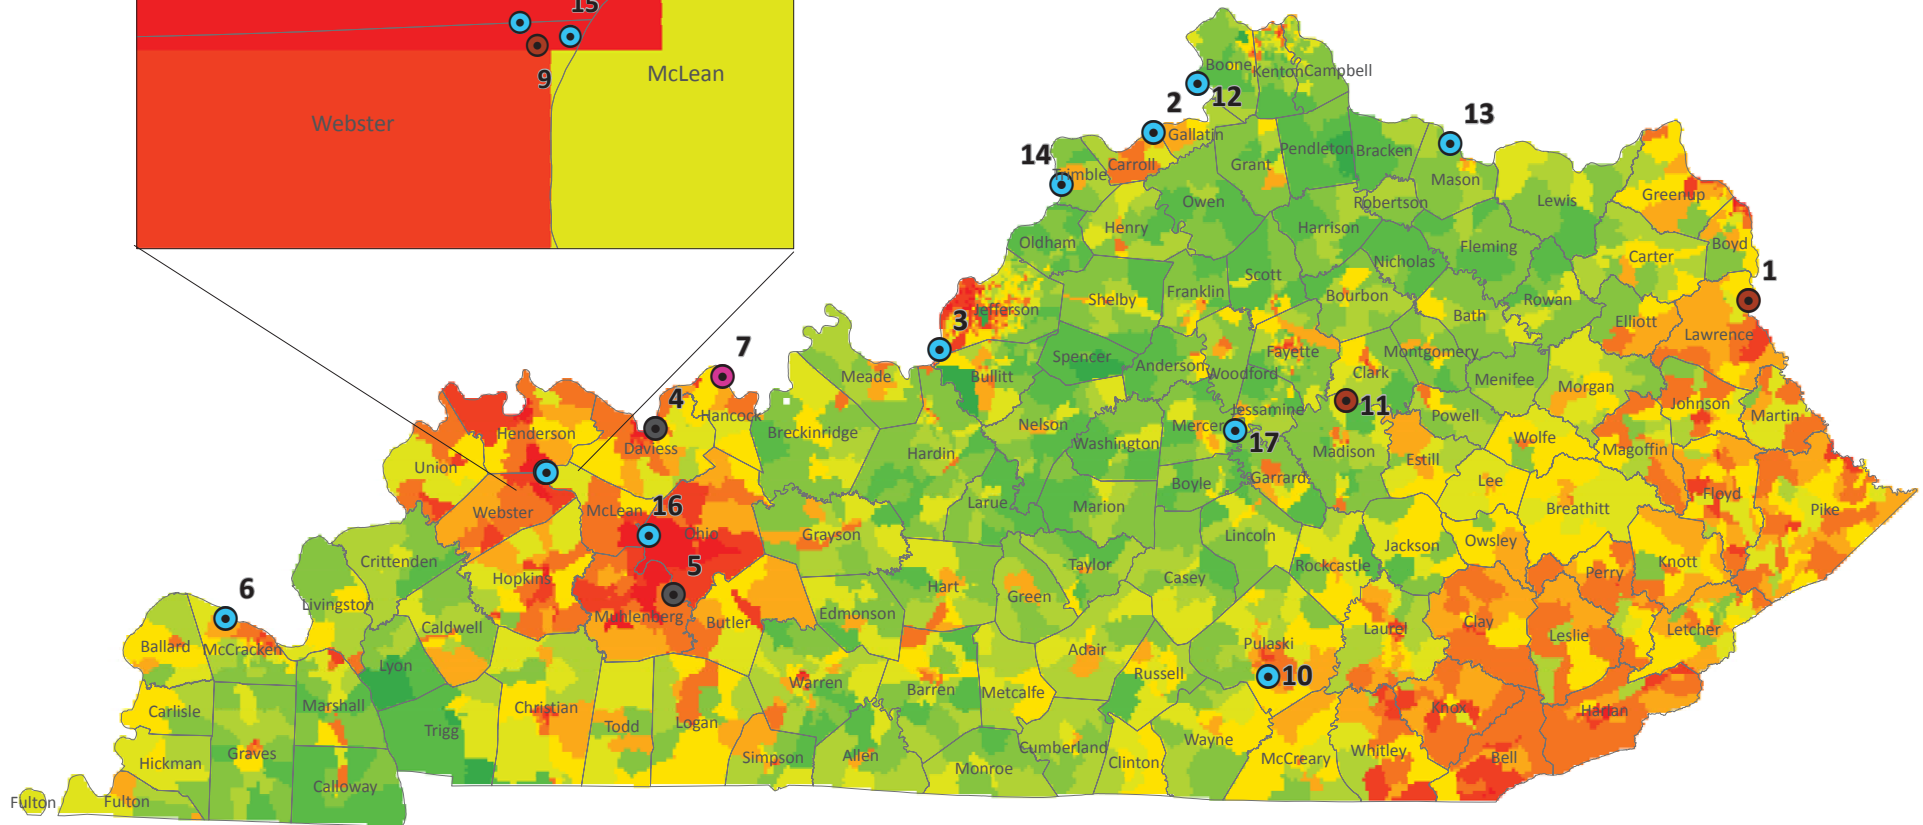 15
9
McLean
Webster
Boone
Kenton
Campbell
12
2
Gallatin
13
14
Carroll
Trimble
Grant
Pendleton
Bracken
Mason
Owen
Robertson
Lewis
Greenup
Henry
Harrison
Oldham
Fleming
Boyd
Nicholas
Carter
1
Scott
Franklin
Shelby
Bourbon
Rowan
Jefferson
3
Bath
Elliott
Lawrence
7
Spencer
Anderson
Fayette
Montgomery
Woodford
Clark
Meade
Bullitt
Menifee
Morgan
4
Hancock
Jessamine
11
Johnson
Martin
Powell
Nelson
Mercer
Henderson
Breckinridge
Washington
17
Wolfe
Daviess
Hardin
Madison
Magoffin
Union
Estill
Garrard
Lee
Boyle
Floyd
16
Larue
Marion
Webster
McLean
Breathitt
Pike
Ohio
Grayson
Lincoln
Owsley
Jackson
Crittenden
5
Taylor
Rockcastle
Knott
Hopkins
Casey
Perry
6
Hart
Green
Livingston
Muhlenberg
Butler
Edmonson
Caldwell
Clay
Laurel
Leslie
Letcher
Ballard
McCracken
Pulaski
Adair
Lyon
Russell
10
Warren
Barren
Metcalfe
Marshall
Christian
Knox
Harlan
Carlisle
Todd
Logan
Trigg
Wayne
Cumberland
Whitley
Graves
Allen
Simpson
Bell
McCreary
Hickman
Clinton
Monroe
Calloway
Fulton
Fulton